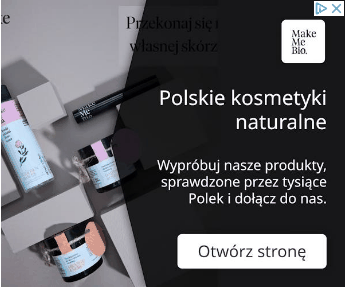 Przekonaj się
własnej skórz
Make
Me
Bio.
Polskie kosmetyki
naturalne
Wypróbuj nasze produkty,
sprawdzone przez tysiące
Polek i dołącz do nas.
Otwórz stronę